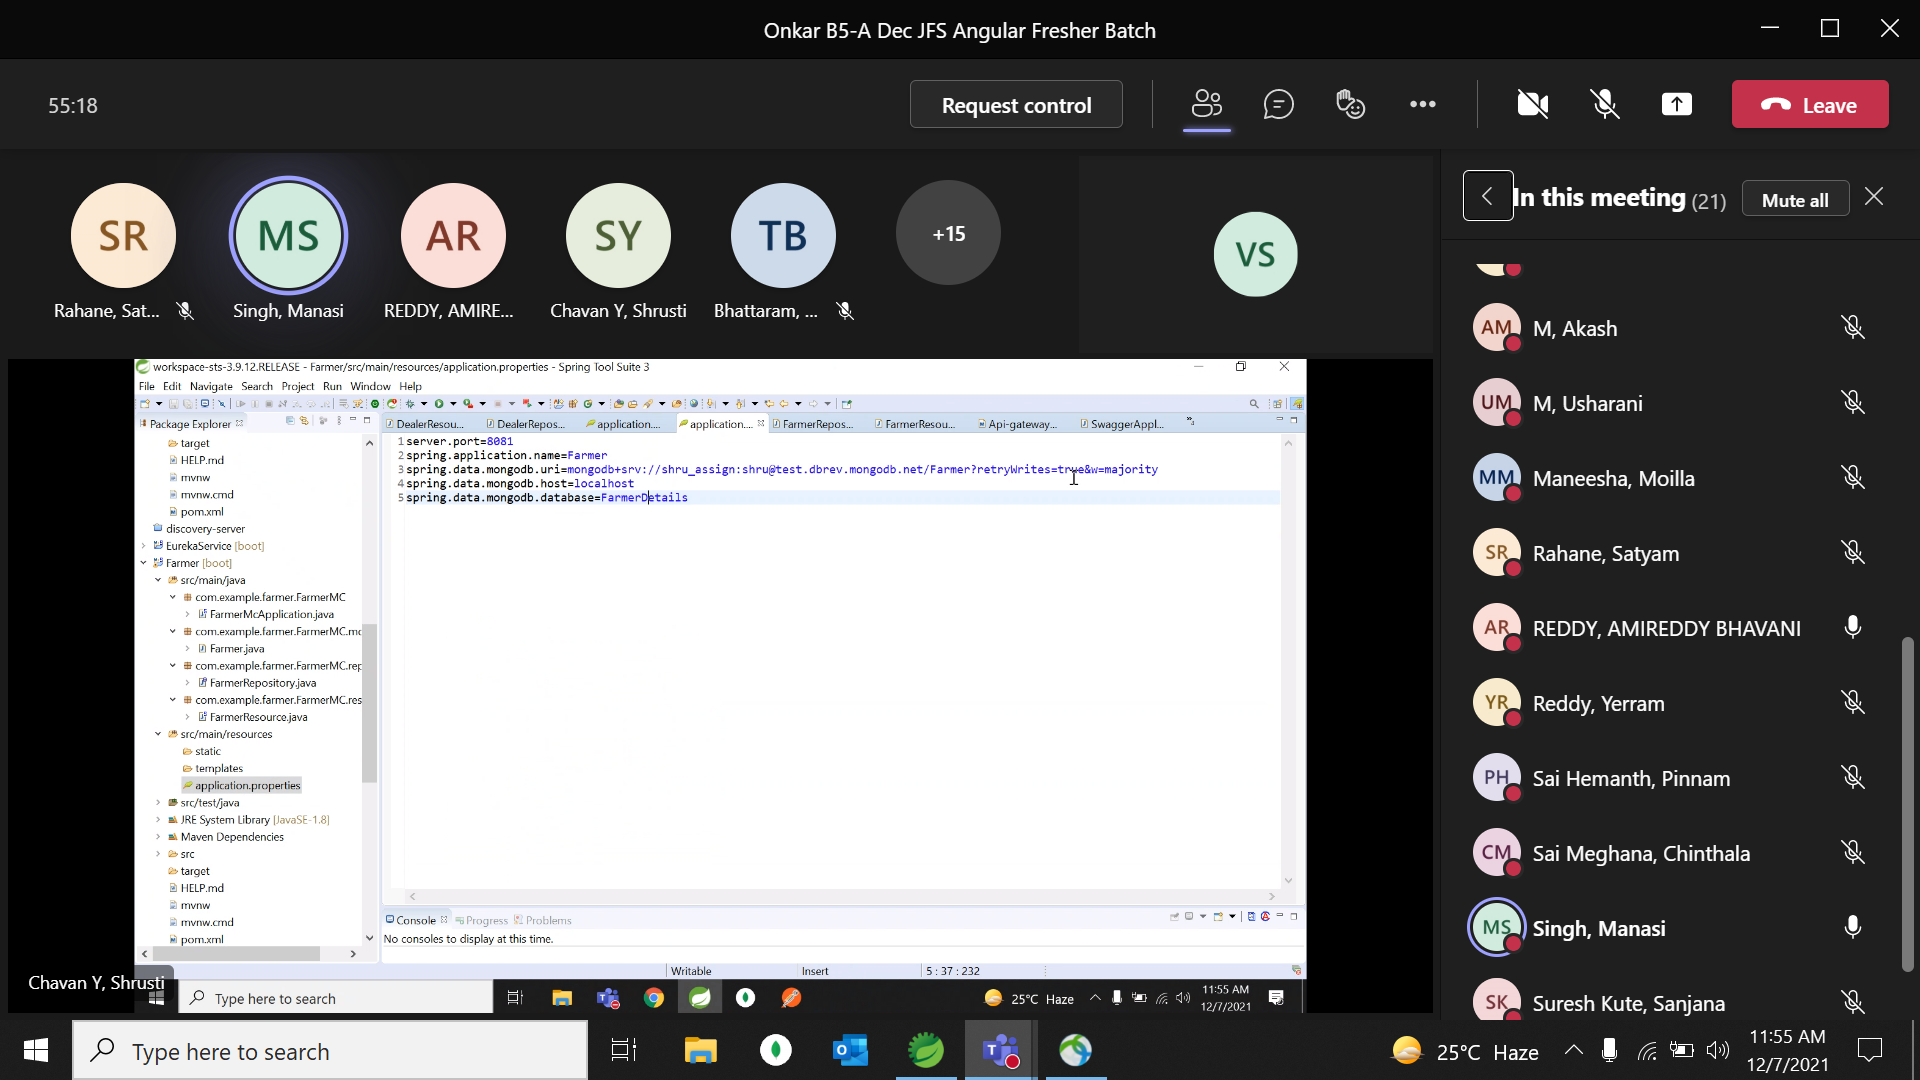 Onkar B5-A Dec JFS Angular Fresher Batch
55:18
Request control
Leave
SR
MS
AR
SY
TB
+15
VS
Rahane, Sat...
Singh, Manasi
REDDY, AMIRE...
Chavan Y, Shrusti
Bhattaram, ...
In this meeting (21)
Mute all
AM M, Akash
UM M, Usharani
MM Maneesha, Moilla
SR Rahane, Satyam
AR REDDY, AMIREDDY BHAVANI
YR Reddy, Yerram
PH Sai Hemanth, Pinnam
CM Sai Meghana, Chinthala
MS Singh, Manasi
SK Suresh Kute, Sanjana
workspace-sts-3.9.12.RELEASE - Farmer/src/main/resources/application.properties - Spring Tool Suite 3
File Edit Navigate Search Project Run Window Help
Package Explorer
target
HELP.md
mvnw
mvnw.cmd
pom.xml
discovery-server
EurekaService [boot]
Farmer [boot]
src/main/java
com.example.farmer.FarmerMC
FarmerMcApplication.java
com.example.farmer.FarmerMC.mc
Farmer.java
com.example.farmer.FarmerMC.rep
FarmerRepository.java
com.example.farmer.FarmerMC.res
FarmerResource.java
src/main/resources
static
templates
application.properties
src/test/java
JRE System Library [JavaSE-1.8]
Maven Dependencies
src
target
HELP.md
mvnw
mvnw.cmd
pom.xml
DealerResou...
DealerRepos...
application....
application....
FarmerRepos...
FarmerResou...
Api-gateway...
SwaggerAppl...
1 server.port=8081
2 spring.application.name=Farmer
3 spring.data.mongodb.uri=mongodb+srv://shru_assign:shru@test.dbrev.mongodb.net/Farmer?retryWrites=true&w=majority
4 spring.data.mongodb.host=localhost
5 spring.data.mongodb.database=FarmerDetails
Console
Progress
Problems
No consoles to display at this time.
Writable
Insert
5 : 37 : 232
Chavan Y, Shrusti
Type here to search
25°C Haze
11:55 AM
12/7/2021
Type here to search
25°C Haze
11:55 AM
12/7/2021